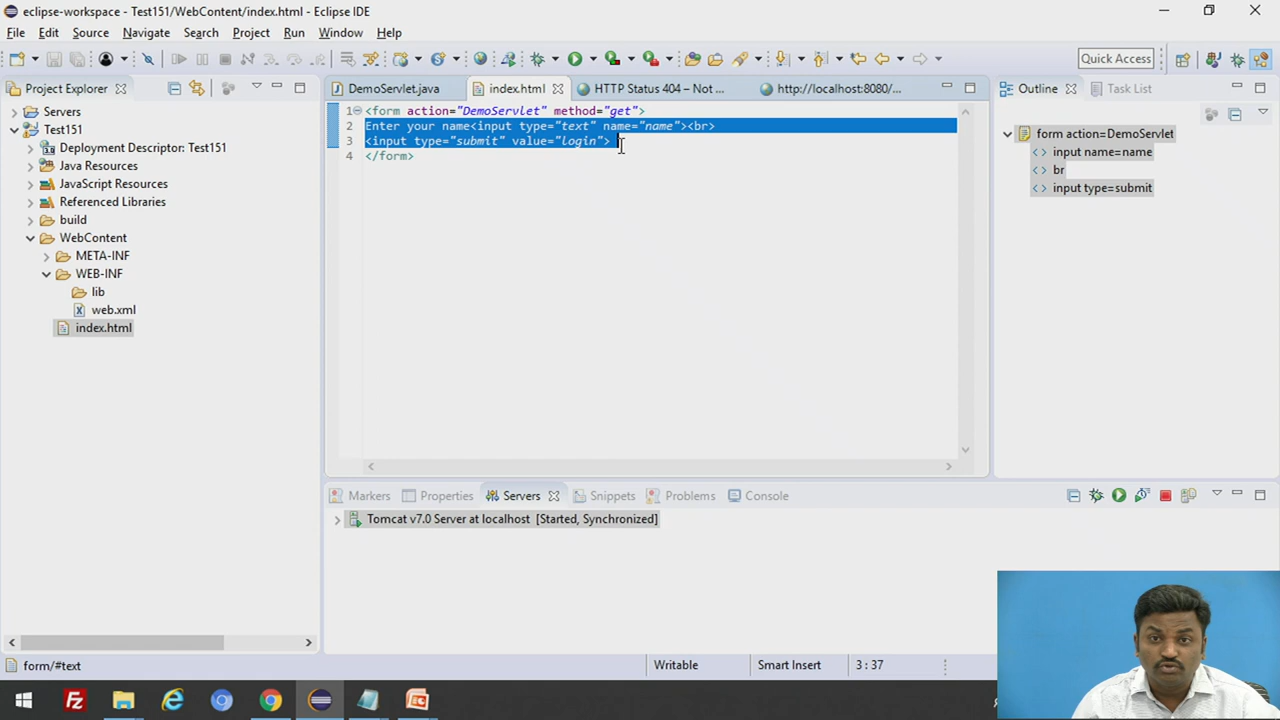 eclipse-workspace - Test151/WebContent/index.html - Eclipse IDE
File Edit Source Navigate Search Project Run Window Help
Quick Access
Project Explorer
DemoServlet.java
index.html
HTTP Status 404 – Not ...
http://localhost:8080/...
Outline
Task List
Servers
Test151
Deployment Descriptor: Test151
Java Resources
JavaScript Resources
Referenced Libraries
build
WebContent
META-INF
WEB-INF
lib
web.xml
index.html
1 <form action="DemoServlet" method="get">
2 Enter your name<input type="text" name="name"><br>
3 <input type="submit" value="login">
4 </form>
form action=DemoServlet
input name=name
br
input type=submit
Markers
Properties
Servers
Snippets
Problems
Console
Tomcat v7.0 Server at localhost [Started, Synchronized]
form/#text
Writable
Smart Insert
3 : 37